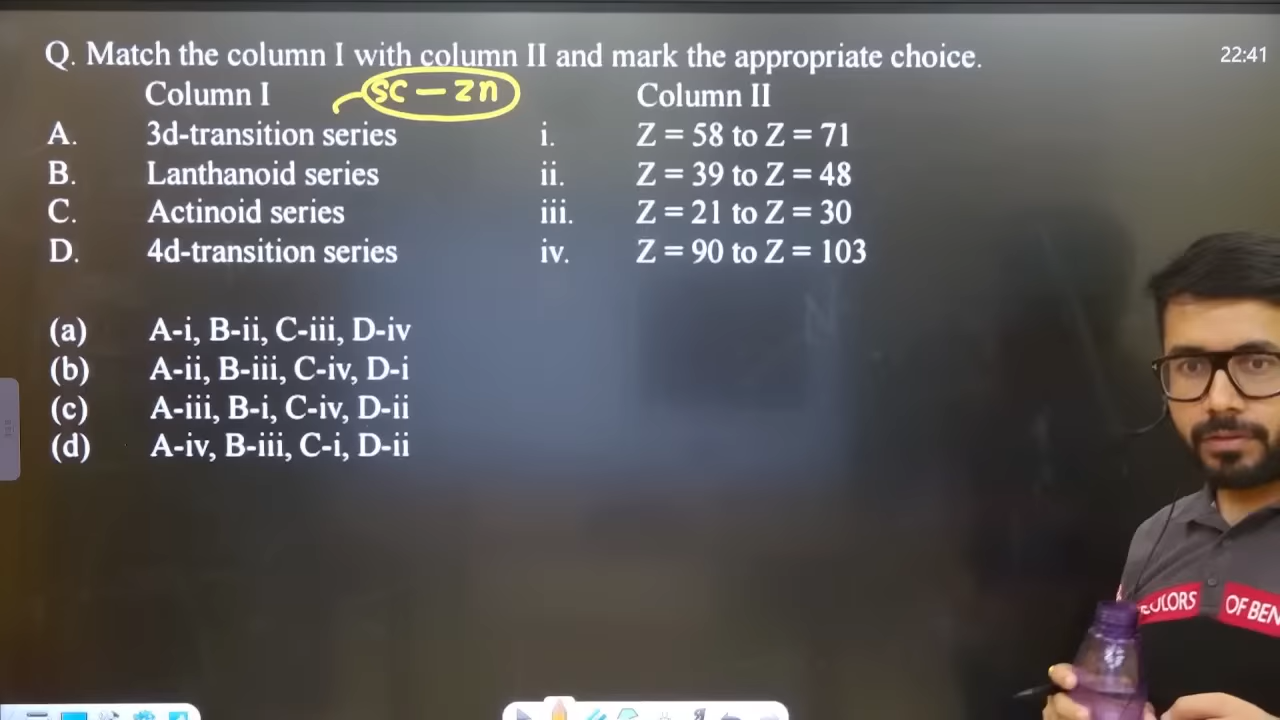 Q. Match the column I with column II and mark the appropriate choice.
22:41
Column I
sc – zn
Column II
A. 3d-transition series i. Z = 58 to Z = 71
B. Lanthanoid series ii. Z = 39 to Z = 48
C. Actinoid series iii. Z = 21 to Z = 30
D. 4d-transition series iv. Z = 90 to Z = 103
(a) A-i, B-ii, C-iii, D-iv
(b) A-ii, B-iii, C-iv, D-i
(c) A-iii, B-i, C-iv, D-ii
(d) A-iv, B-iii, C-i, D-ii
OF BEN